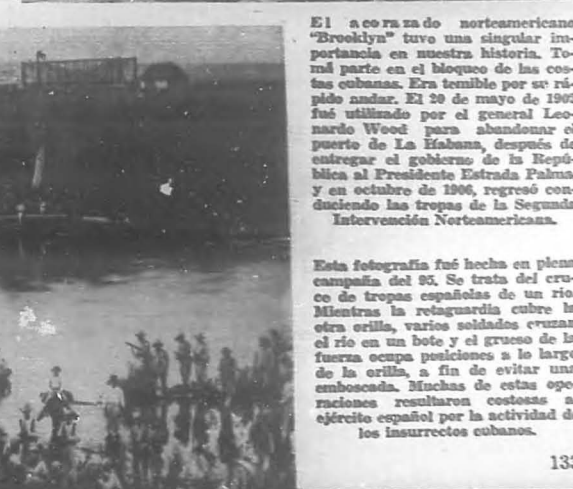 El acorazado norteamericano
"Brooklyn" tuvo una singular im-
portancia en nuestra historia. To-
mó parte en el bloqueo de las cos-
tas cubanas. Era temible por su rá-
pido andar. El 20 de mayo de 1902
fué utilizado por el general Leo-
nardo Wood para abandonar el
puerto de La Habana, después de
entregar el gobierno de la Repú-
blica al Presidente Estrada Palma
y en octubre de 1906, regresó con-
duciendo las tropas de la Segunda
Intervención Norteamericana.
Esta fotografía fué hecha en plena
campaña del 95. Se trata del cru-
ce de tropas españolas de un río.
Mientras la retaguardia cubre la
otra orilla, varios soldados cruzan
el río en un bote y el grueso de la
fuerza ocupa posiciones a lo largo
de la orilla, a fin de evitar una
emboscada. Muchas de estas ope-
raciones resultaron costosas al
ejército español por la actividad de
los insurrectos cubanos.
133